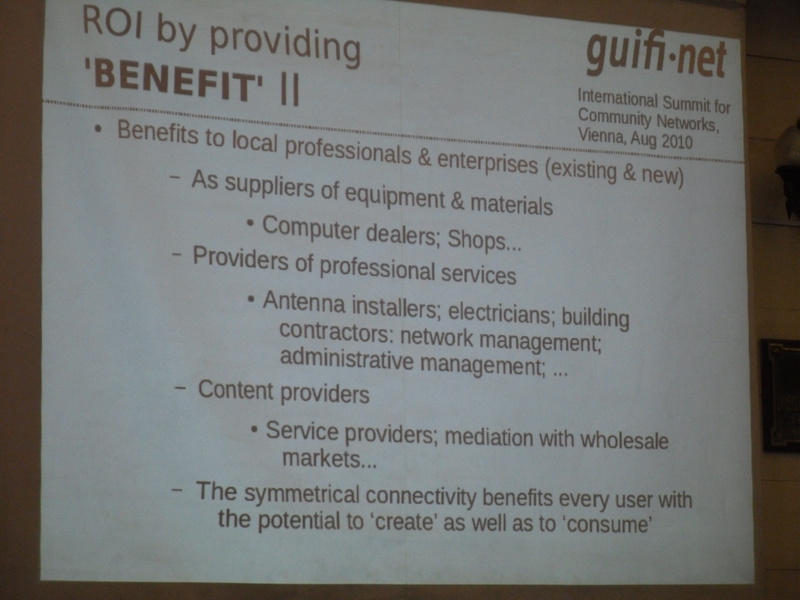 ROI by providing
'BENEFIT' II
guifi·net
International Summit for
Community Networks,
Vienna, Aug 2010
• Benefits to local professionals & enterprises (existing & new)
– As suppliers of equipment & materials
• Computer dealers; Shops...
– Providers of professional services
• Antenna installers; electricians; building
contractors: network management;
administrative management; ...
– Content providers
• Service providers; mediation with wholesale
markets...
– The symmetrical connectivity benefits every user with
the potential to ‘create’ as well as to ‘consume’